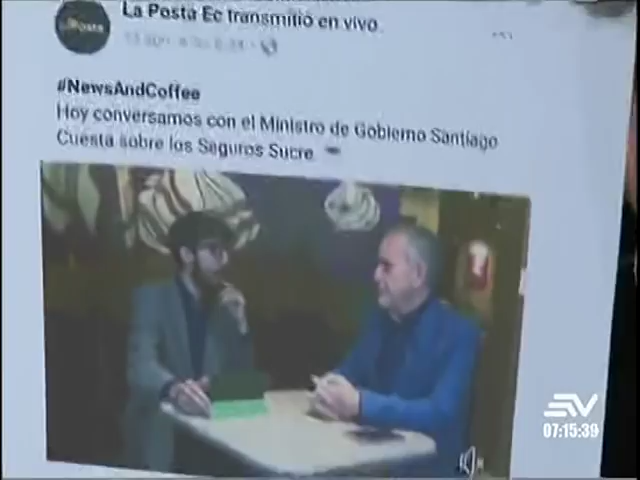 La Posta Ec transmitió en vivo.
#NewsAndCoffee
Hoy conversamos con el Ministro de Gobierno Santiago
Cuesta sobre los Seguros Sucre
07:15:39